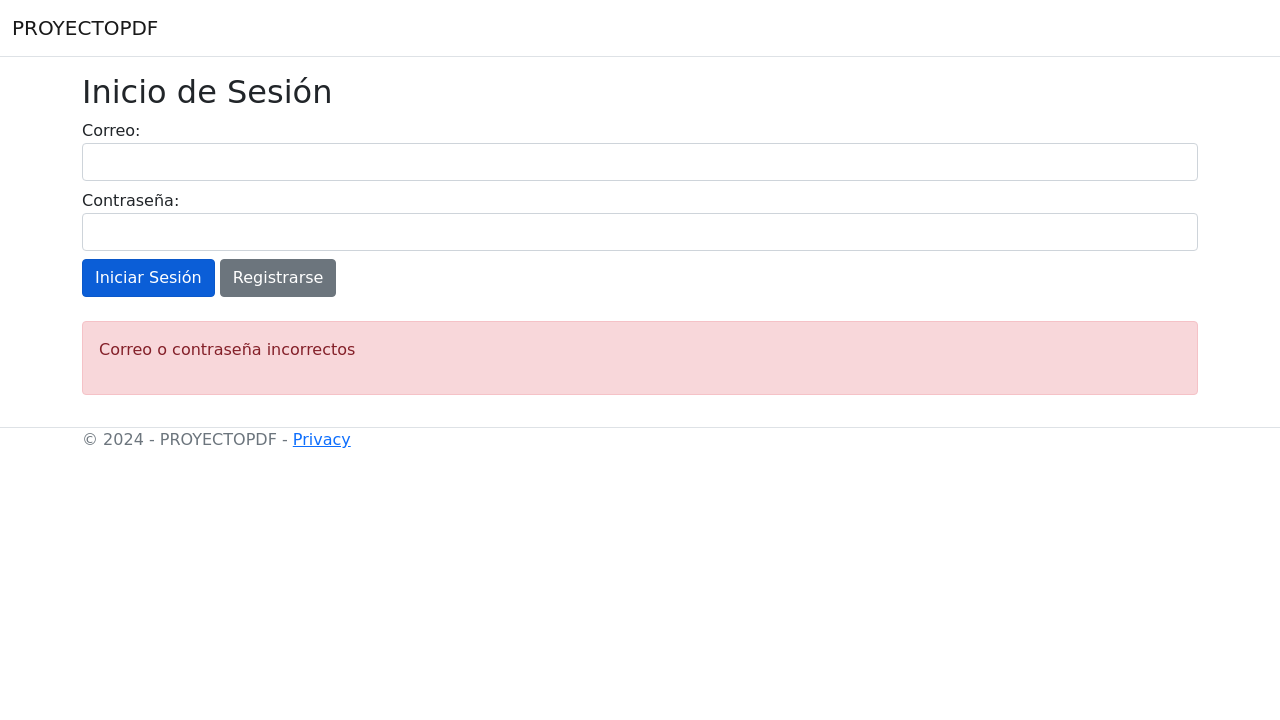 PROYECTOPDF
Inicio de Sesión
Correo:
Contraseña:
Iniciar Sesión Registrarse
Correo o contraseña incorrectos
© 2024 - PROYECTOPDF - Privacy